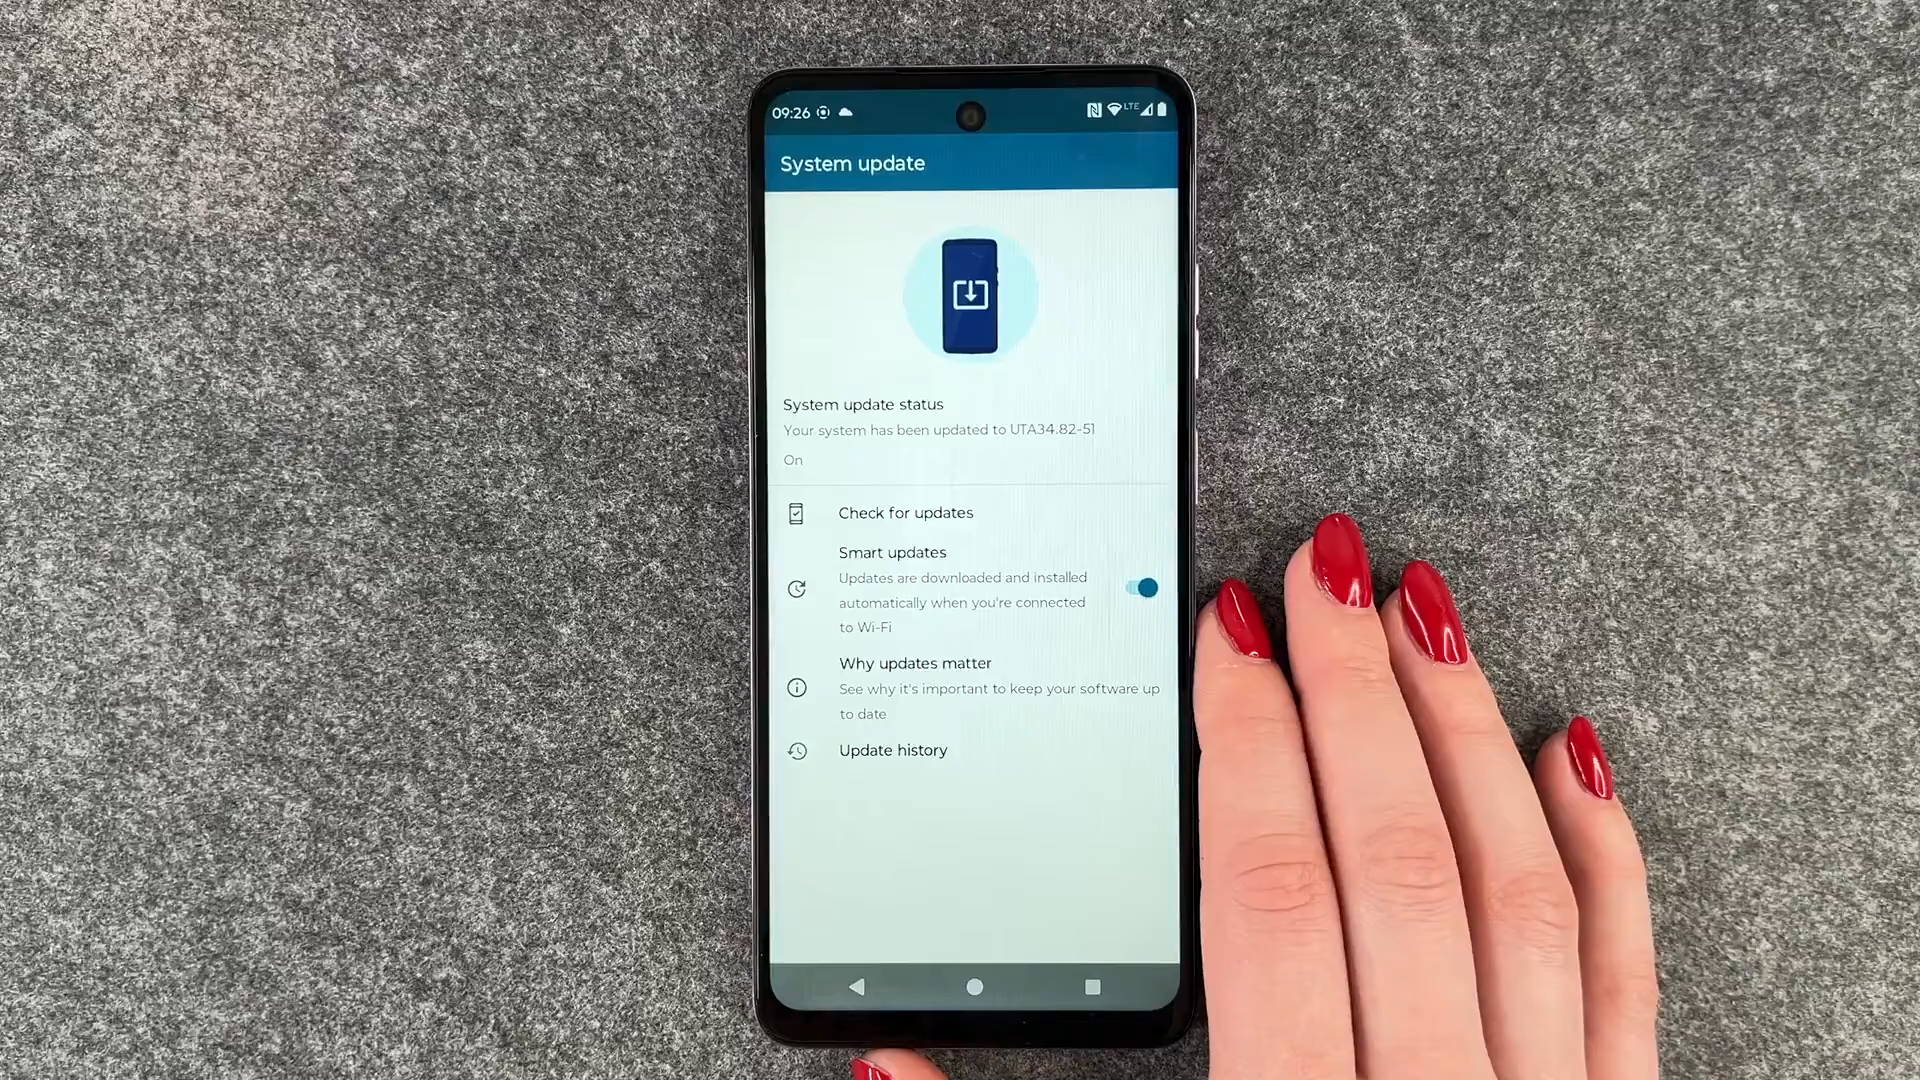 09:26
LTE
System update
System update status
Your system has been updated to UTA34.82-51
On
Check for updates
Smart updates
Updates are downloaded and installed
automatically when you're connected
to Wi-Fi
Why updates matter
See why it's important to keep your software up
to date
Update history